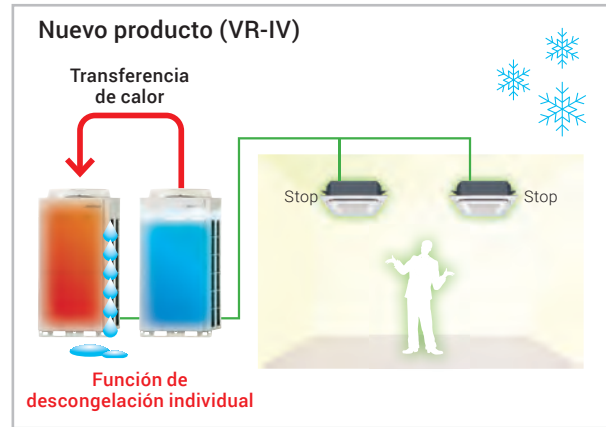 Nuevo producto (VR-IV)
Transferencia
de calor
Stop
Stop
Función de
descongelación individual